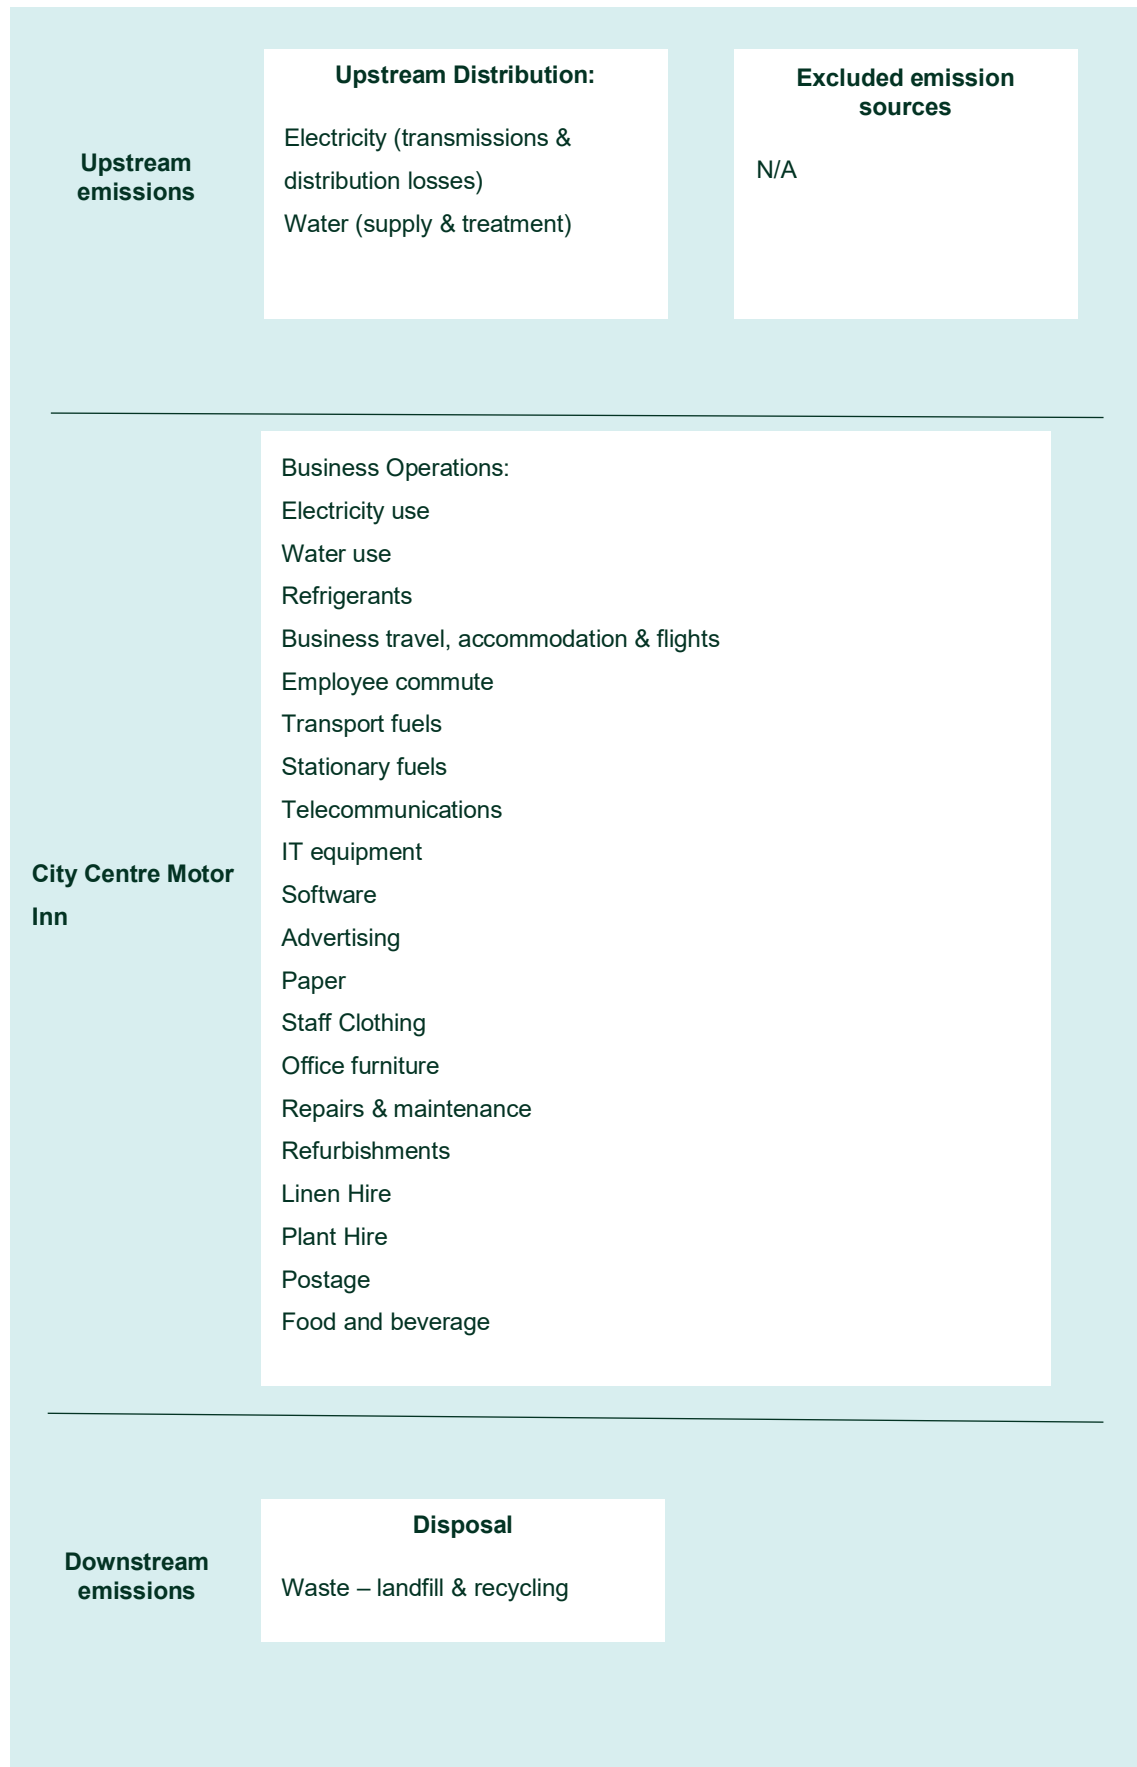 Upstream
emissions
Upstream Distribution:
Electricity (transmissions &
distribution losses)
Water (supply & treatment)
Excluded emission
sources
N/A
City Centre Motor
Inn
Business Operations:
Electricity use
Water use
Refrigerants
Business travel, accommodation & flights
Employee commute
Transport fuels
Stationary fuels
Telecommunications
IT equipment
Software
Advertising
Paper
Staff Clothing
Office furniture
Repairs & maintenance
Refurbishments
Linen Hire
Plant Hire
Postage
Food and beverage
Downstream
emissions
Disposal
Waste – landfill & recycling